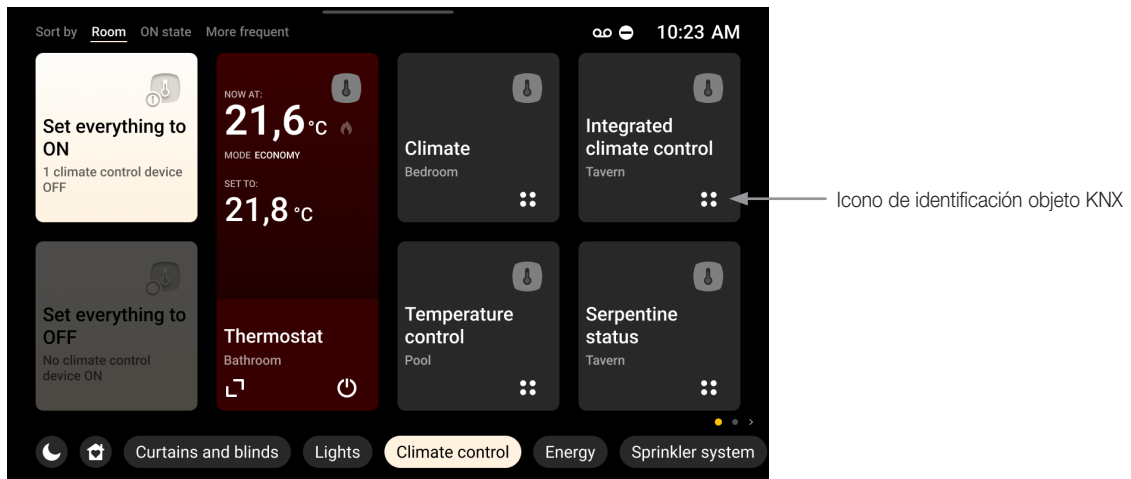 Sort by Room ON state More frequent
10:23 AM
Set everything to
ON
1 climate control device
OFF
NOW AT:
21,6 °C
MODE ECONOMY
SET TO:
21,8 °C
Thermostat
Bathroom
Climate
Bedroom
Integrated
climate control
Tavern
Icono de identificación objeto KNX
Set everything to
OFF
No climate control
device ON
Temperature
control
Pool
Serpentine
status
Tavern
Curtains and blinds Lights Climate control Energy Sprinkler system